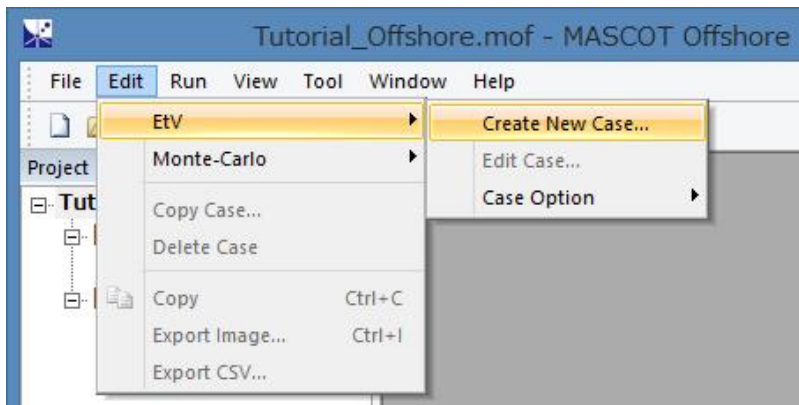 Tutorial_Offshore.mof - MASCOT Offshore
File Edit Run View Tool Window Help
EtV Create New Case...
Project Monte-Carlo Edit Case...
Tut Copy Case... Case Option
Delete Case
Copy Ctrl+C
Export Image... Ctrl+I
Export CSV...